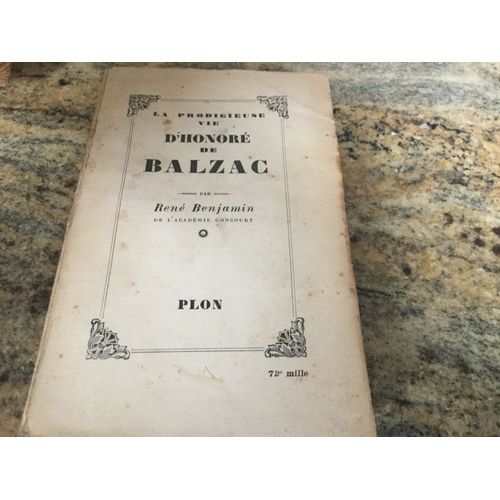 LA PRODIGIEUSE
VIE
D'HONORÉ
DE
BALZAC
PAR
René Benjamin
DE L'ACADÉMIE GONCOURT
PLON
72e mille